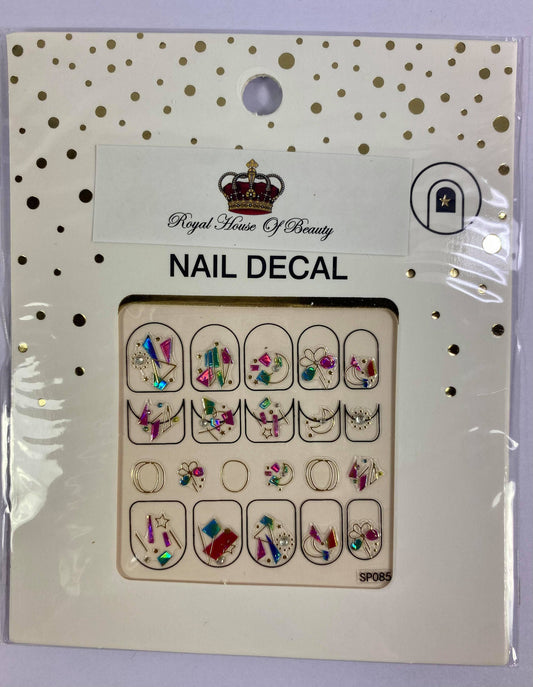 Royal House Of Beauty
NAIL DECAL
SP085